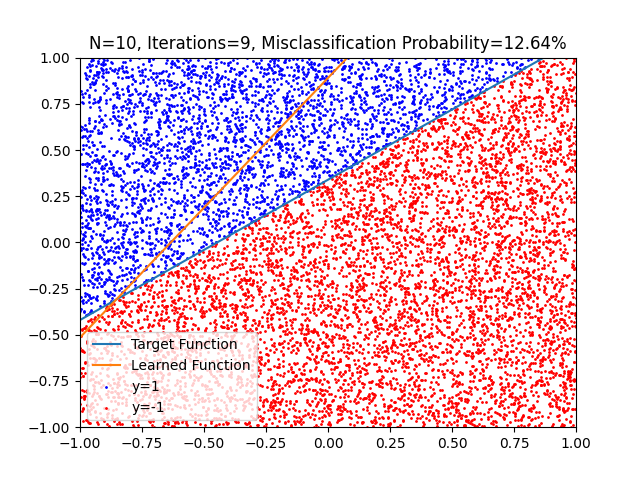 N=10, Iterations=9, Misclassification Probability=12.64%
1.00
0.75
0.50
0.25
0.00
−0.25
−0.50
−0.75
−1.00
Target Function
Learned Function
y=1
y=-1
−1.00 −0.75 −0.50 −0.25 0.00 0.25 0.50 0.75 1.00